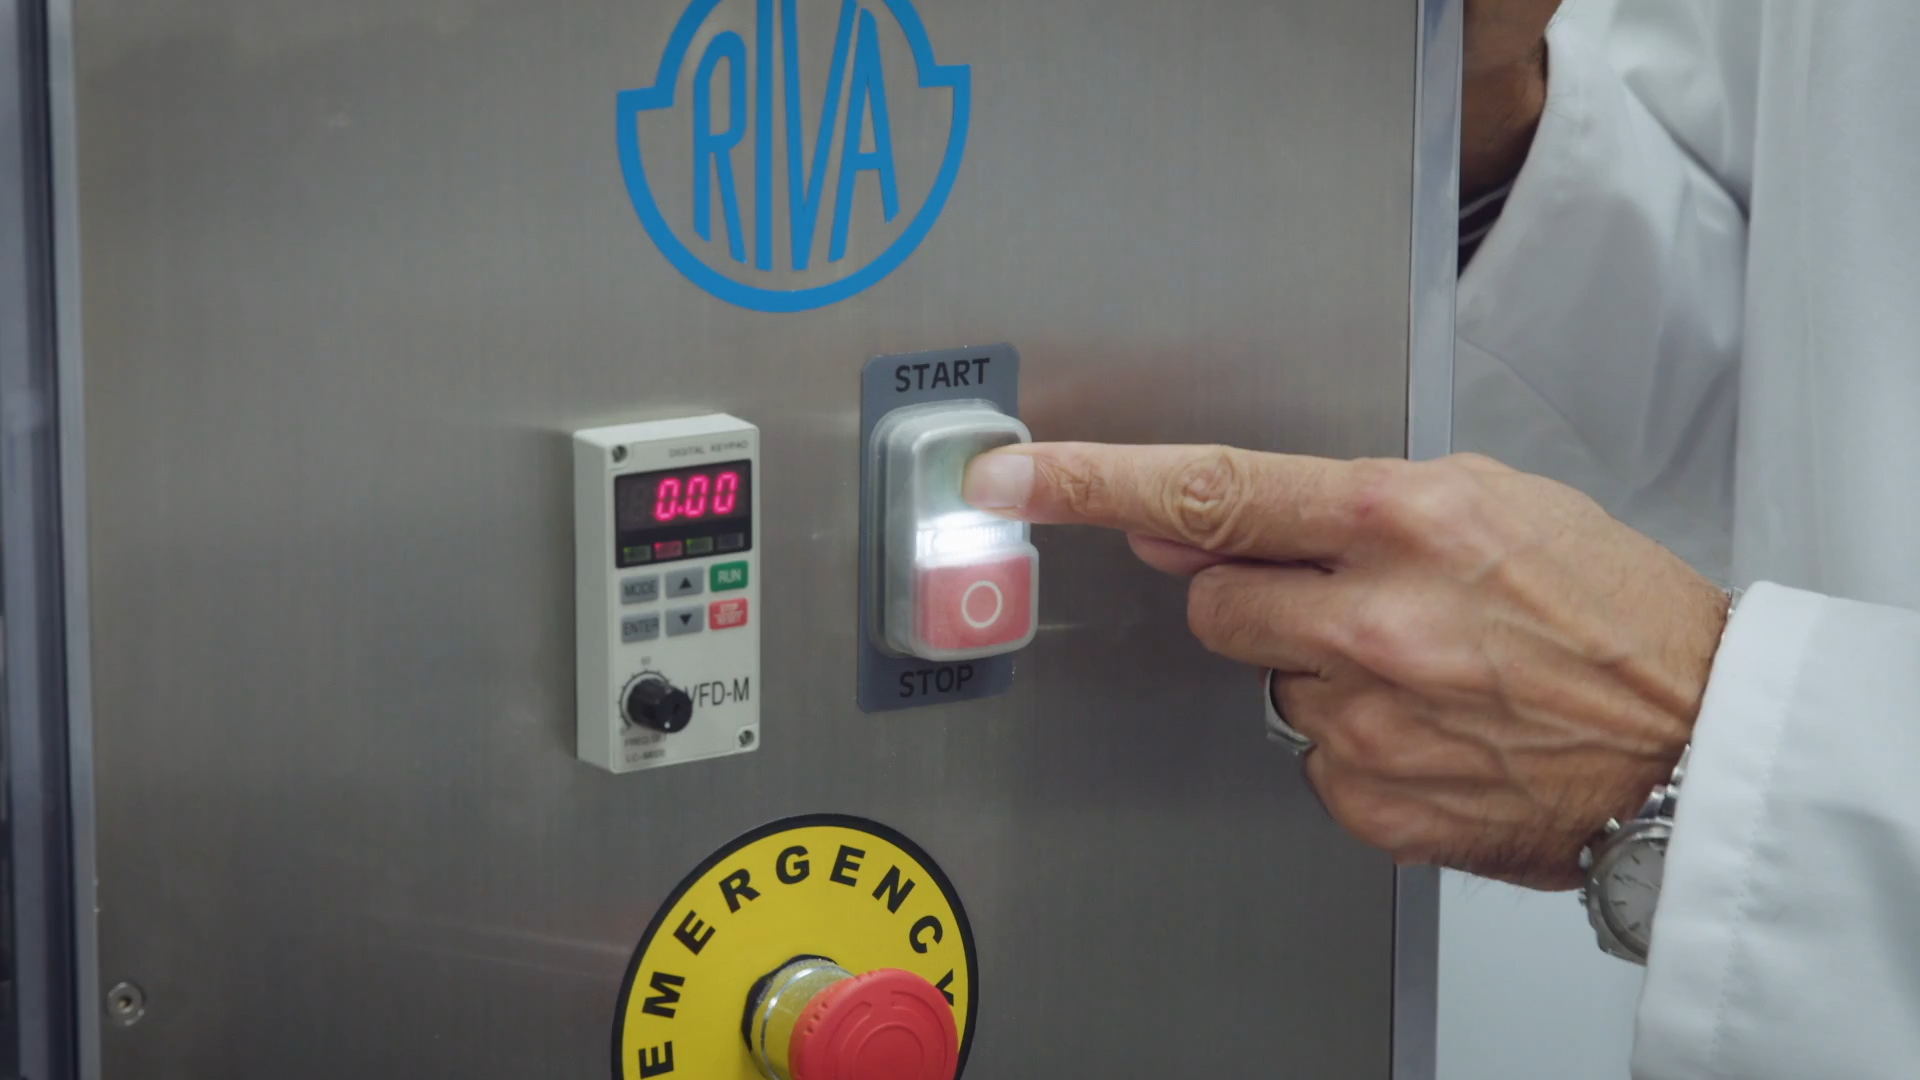 RIVA
START
DIGITAL KEYPAD
0.00
MODE
RUN
ENTER
STOP
RESET
VFD-M
STOP
EMERGENCY